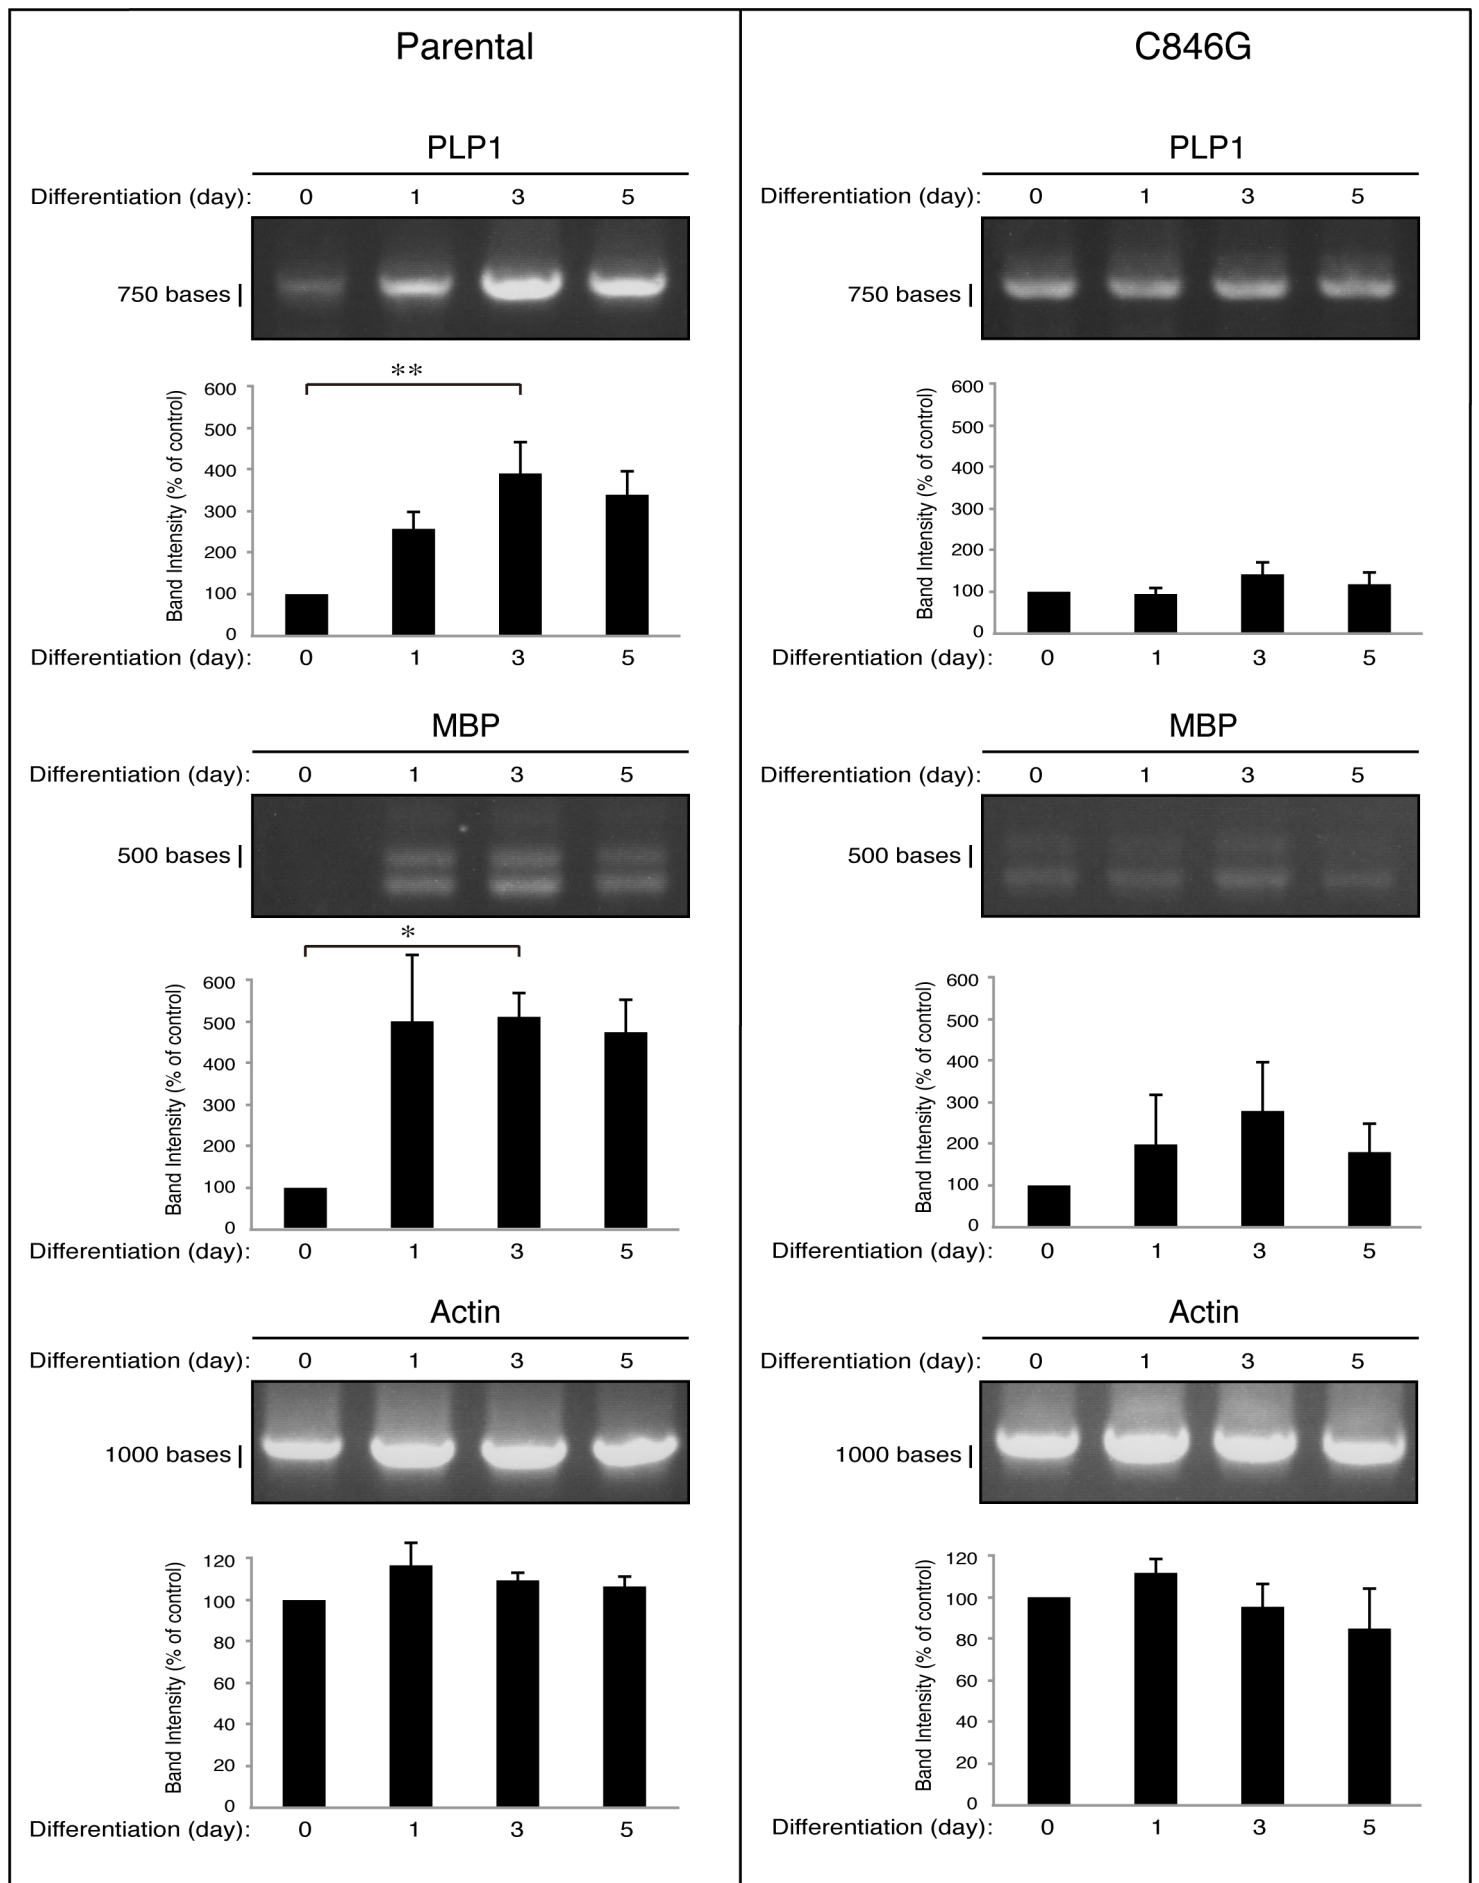 Parental
PLP1
Differentiation (day): 0 1 3 5
750 bases
**
Band Intensity (% of control)
600
500
400
300
200
100
0
Differentiation (day): 0 1 3 5
MBP
Differentiation (day): 0 1 3 5
500 bases
*
Band Intensity (% of control)
600
500
400
300
200
100
0
Differentiation (day): 0 1 3 5
Actin
Differentiation (day): 0 1 3 5
1000 bases
Band Intensity (% of control)
120
100
80
60
40
20
0
Differentiation (day): 0 1 3 5
C846G
PLP1
Differentiation (day): 0 1 3 5
750 bases
Band Intensity (% of control)
600
500
400
300
200
100
0
Differentiation (day): 0 1 3 5
MBP
Differentiation (day): 0 1 3 5
500 bases
Band Intensity (% of control)
600
500
400
300
200
100
0
Differentiation (day): 0 1 3 5
Actin
Differentiation (day): 0 1 3 5
1000 bases
Band Intensity (% of control)
120
100
80
60
40
20
0
Differentiation (day): 0 1 3 5